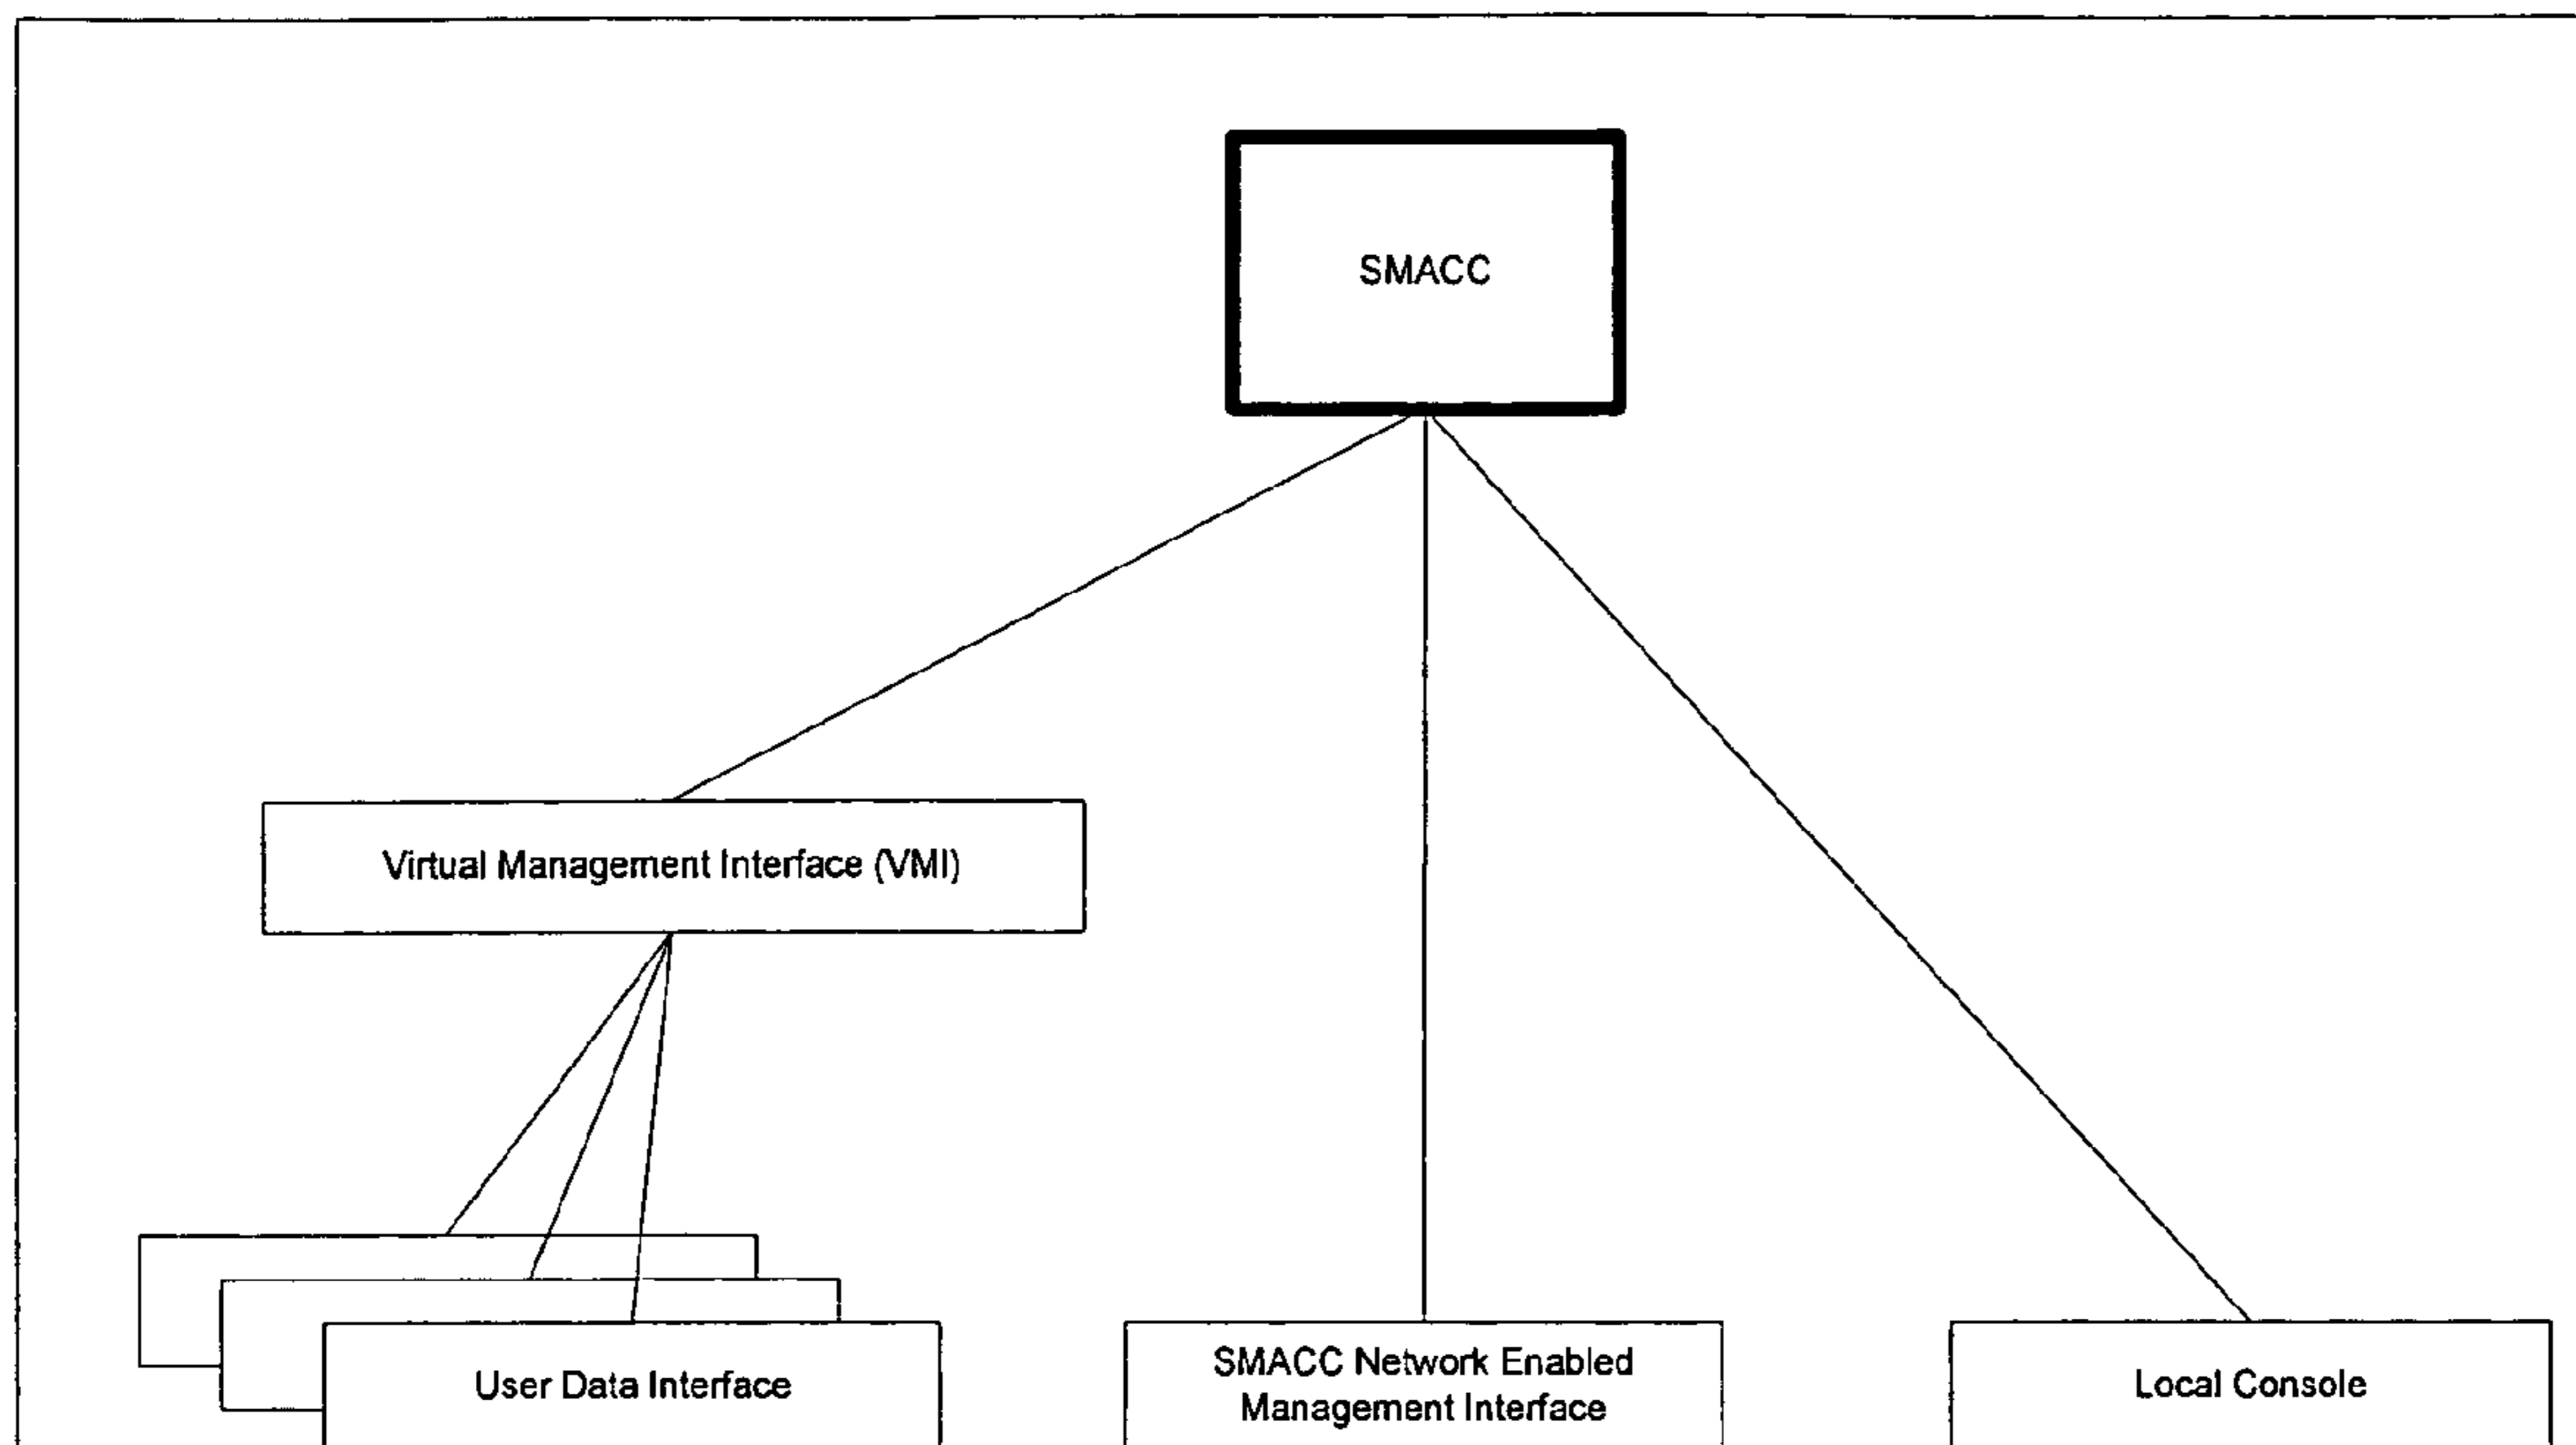 SMACC
Virtual Management Interface (VMI)
User Data Interface
SMACC Network Enabled
Management Interface
Local Console